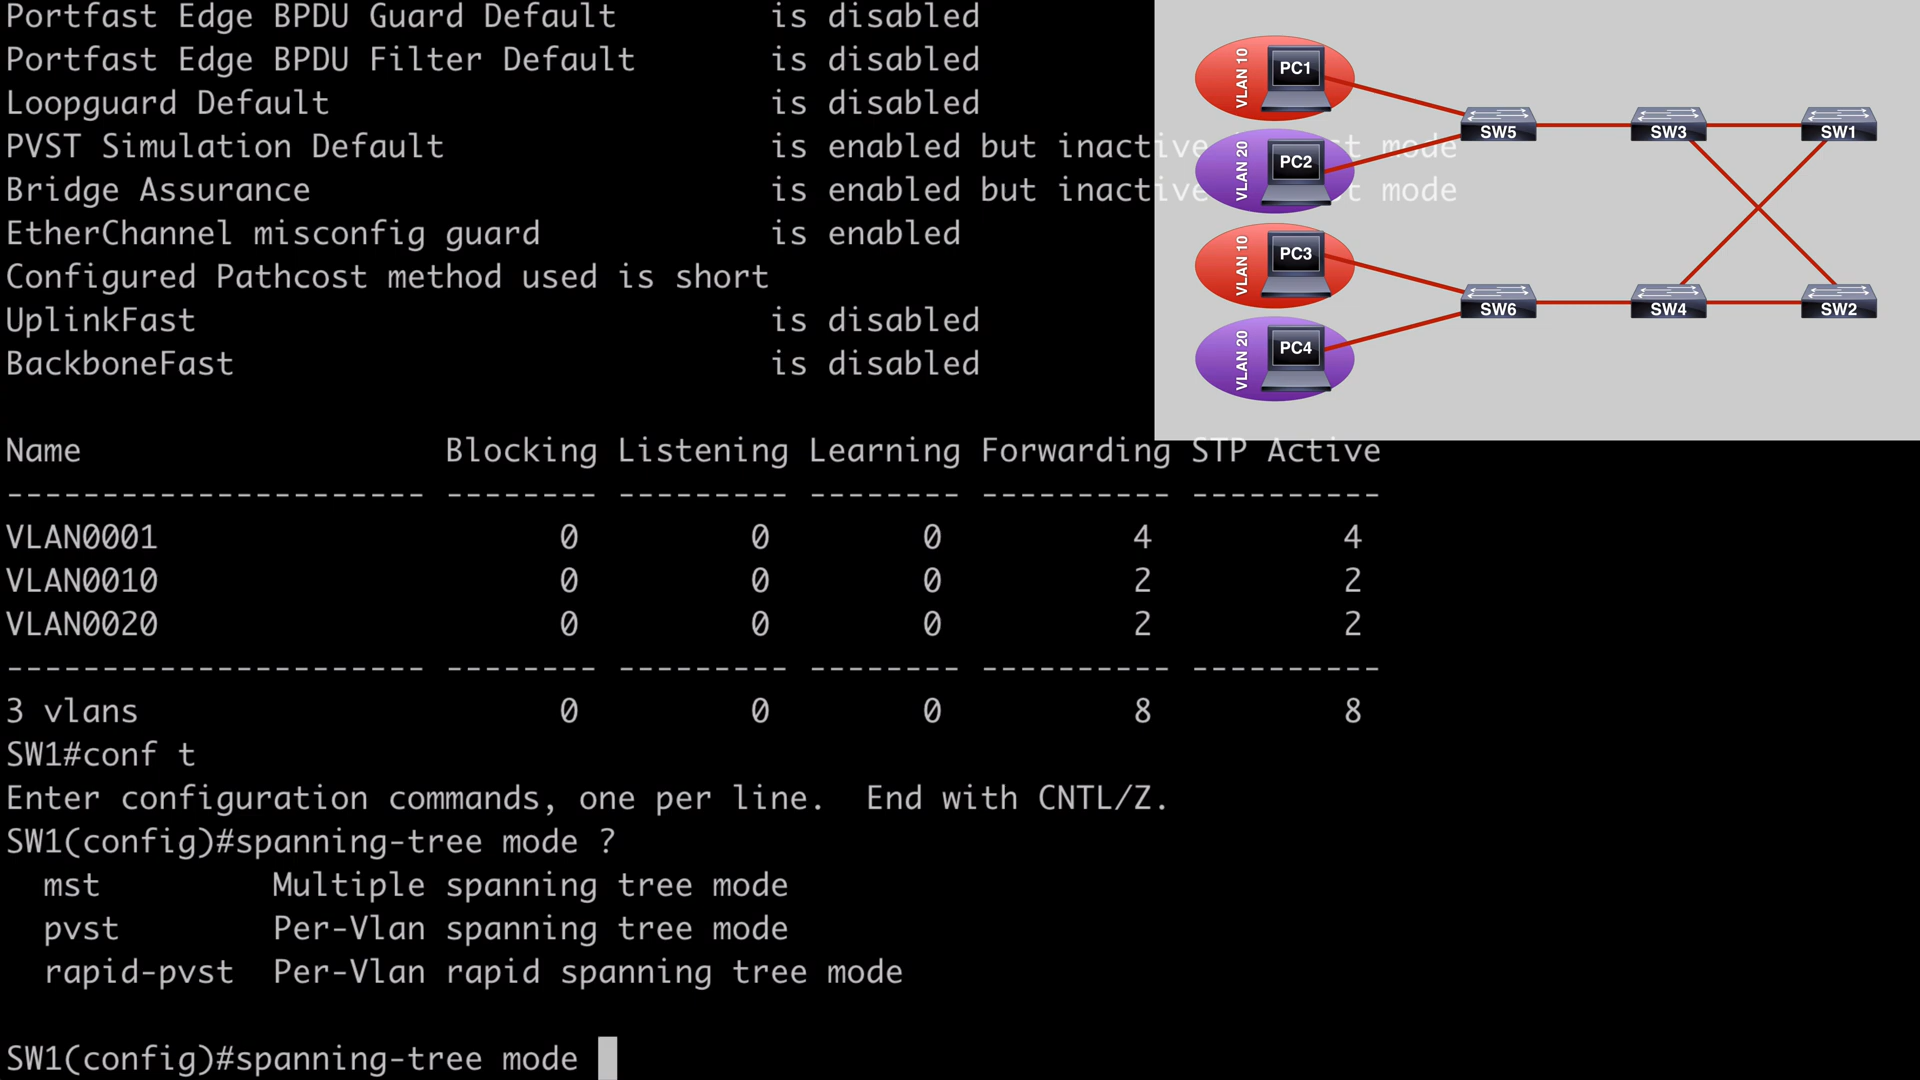 Portfast Edge BPDU Guard Default        is disabled
Portfast Edge BPDU Filter Default       is disabled
Loopguard Default                       is disabled
PVST Simulation Default                 is enabled but inactive mode
Bridge Assurance                        is enabled but inactive mode
EtherChannel misconfig guard            is enabled
Configured Pathcost method used is short
UplinkFast                              is disabled
BackboneFast                            is disabled
Name                   Blocking Listening Learning Forwarding STP Active
---------------------- -------- --------- -------- ---------- ----------
VLAN0001                     0         0        0          4          4
VLAN0010                     0         0        0          2          2
VLAN0020                     0         0        0          2          2
---------------------- -------- --------- -------- ---------- ----------
3 vlans                      0         0        0          8          8
SW1#conf t
Enter configuration commands, one per line.  End with CNTL/Z.
SW1(config)#spanning-tree mode ?
  mst         Multiple spanning tree mode
  pvst        Per-Vlan spanning tree mode
  rapid-pvst  Per-Vlan rapid spanning tree mode
SW1(config)#spanning-tree mode
VLAN 10
PC1
VLAN 20
PC2
VLAN 10
PC3
VLAN 20
PC4
SW5
SW3
SW1
SW6
SW4
SW2